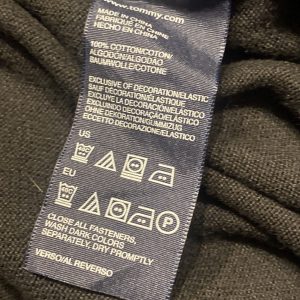 www.tommy.com
MADE IN CHINA
FABRIQUÉ EN CHINE
HECHO EN CHINA
100% COTTON/COTON/
ALGODÓN/ALGODÃO
BAUMWOLLE/COTONE
EXCLUSIVE OF DECORATION/ELASTIC
SAUF DÉCORATION/ÉLASTIQUE
EXCLUYE LA DECORACIÓN/ELÁSTICO
EXCLUINDO DECORAÇÃO/ELÁSTICO
OHNE DEKORATION/GUMMIZUG
ECCETTO DECORAZIONE/ELASTICO
US
EU
P
CLOSE ALL FASTENERS,
WASH DARK COLORS
SEPARATELY, DRY PROMPTLY
VERSO/AL REVERSO